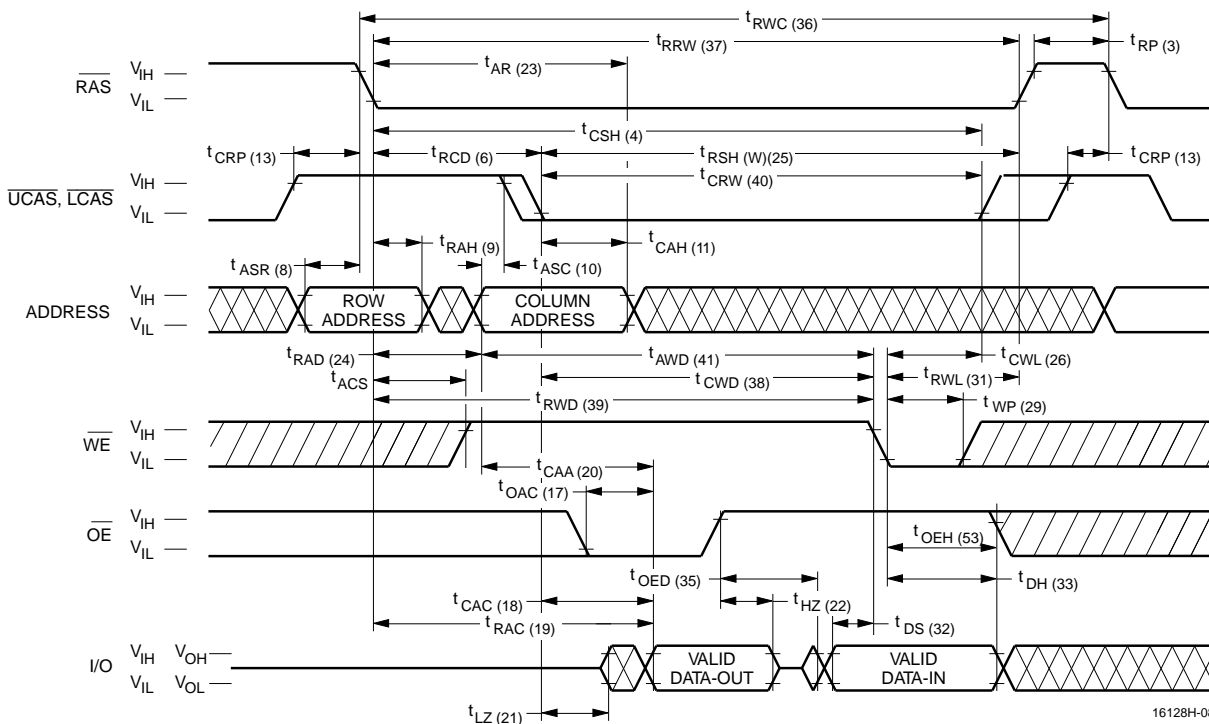 tRWC (36)
tRRW (37)
tRP (3)
tAR (23)
RAS VIH
VIL
tCSH (4)
tCRP (13) tRCD (6) tRSH (W)(25) tCRP (13)
UCAS, LCAS VIH
VIL
tCRW (40)
tRAH (9) tCAH (11)
tASR (8) tASC (10)
ADDRESS VIH
VIL
ROW ADDRESS
COLUMN ADDRESS
tRAD (24) tAWD (41) tCWL (26)
tACS tCWD (38) tRWL (31)
tRWD (39) tWP (29)
WE VIH
VIL
tCAA (20)
tOAC (17)
OE VIH
VIL
tOEH (53)
tOED (35) tDH (33)
tCAC (18) tHZ (22)
tRAC (19) tDS (32)
I/O VIH VOH
VIL VOL
VALID DATA-OUT
VALID DATA-IN
tLZ (21)